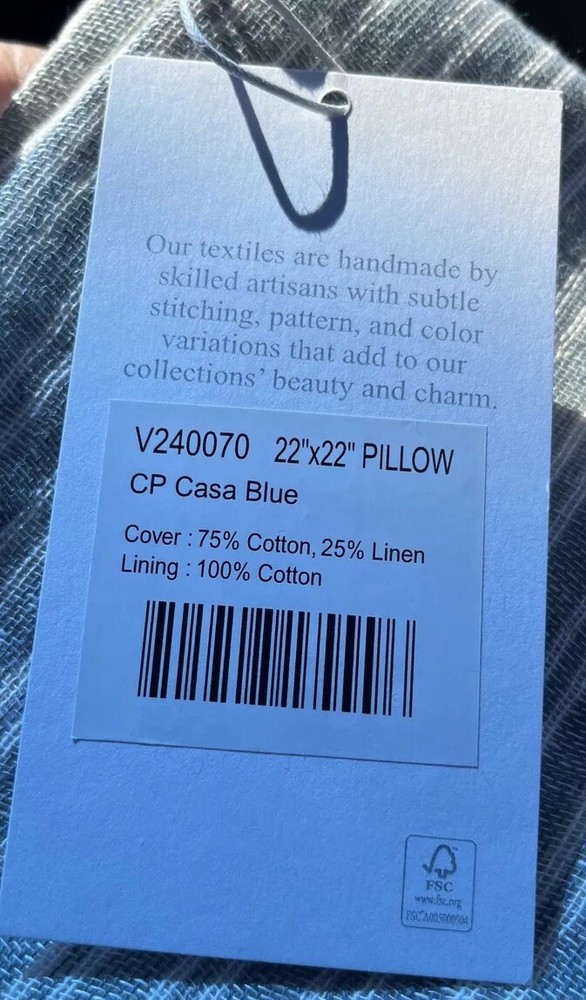 Our textiles are handmade by
skilled artisans with subtle
stitching, pattern, and color
variations that add to our
collections' beauty and charm.
V240070 22"x22" PILLOW
CP Casa Blue
Cover : 75% Cotton, 25% Linen
Lining : 100% Cotton
FSC
www.fsc.org